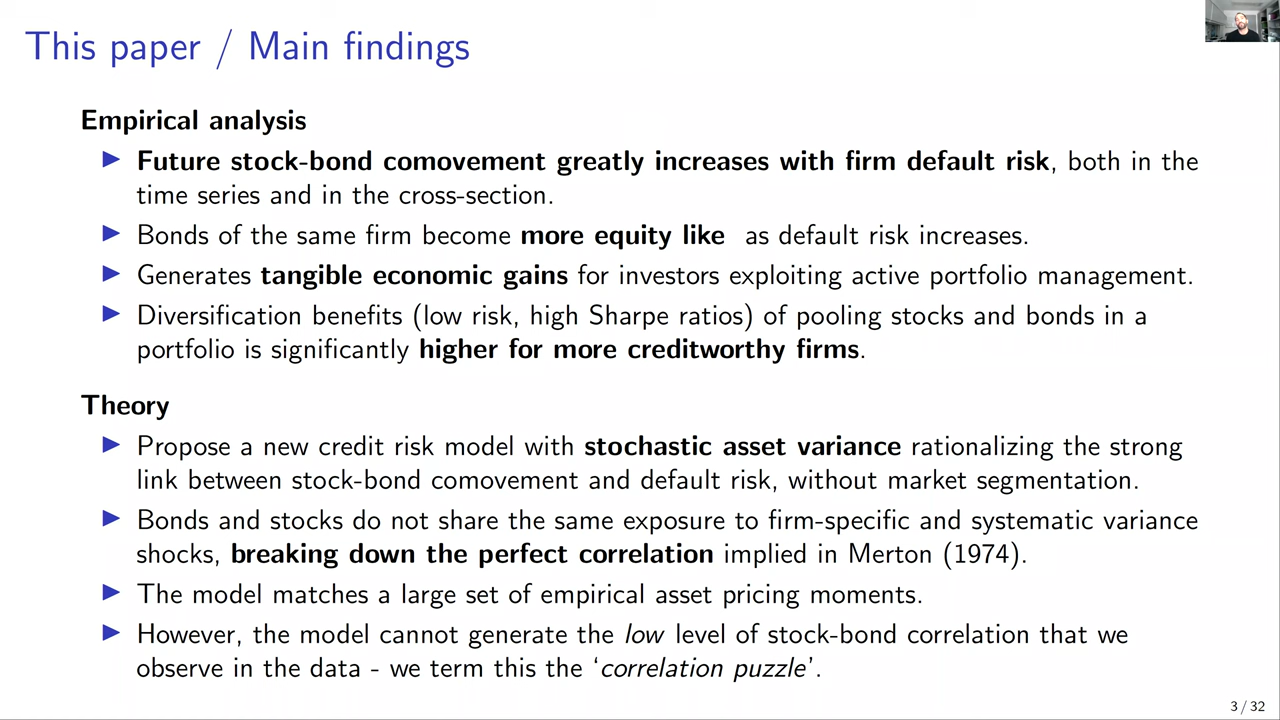 This paper / Main findings
Empirical analysis
▶ Future stock-bond comovement greatly increases with firm default risk, both in the
time series and in the cross-section.
▶ Bonds of the same firm become more equity like as default risk increases.
▶ Generates tangible economic gains for investors exploiting active portfolio management.
▶ Diversification benefits (low risk, high Sharpe ratios) of pooling stocks and bonds in a
portfolio is significantly higher for more creditworthy firms.
Theory
▶ Propose a new credit risk model with stochastic asset variance rationalizing the strong
link between stock-bond comovement and default risk, without market segmentation.
▶ Bonds and stocks do not share the same exposure to firm-specific and systematic variance
shocks, breaking down the perfect correlation implied in Merton (1974).
▶ The model matches a large set of empirical asset pricing moments.
▶ However, the model cannot generate the low level of stock-bond correlation that we
observe in the data - we term this the ‘correlation puzzle’.
3 / 32